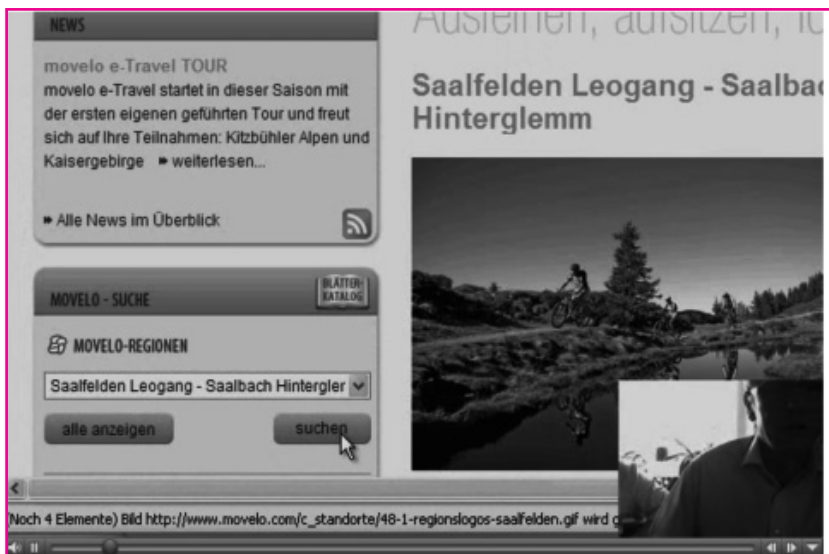 NEWS
movelo e-Travel TOUR
movelo e-Travel startet in dieser Saison mit
der ersten eigenen geführten Tour und freut
sich auf Ihre Teilnahmen: Kitzbühler Alpen und
Kaisergebirge weiterlesen...
Alle News im Überblick
MOVELO - SUCHE
BLÄTTER-
KATALOG
MOVELO-REGIONEN
Saalfelden Leogang - Saalbach Hintergler
alle anzeigen
suchen
Ausleihen, aufsitzen,
Saalfelden Leogang - Saalbac
Hinterglemm
(Noch 4 Elemente) Bild http://www.movelo.com/c_standorte/48-1-regionslogos-saalfelden.gif wird g